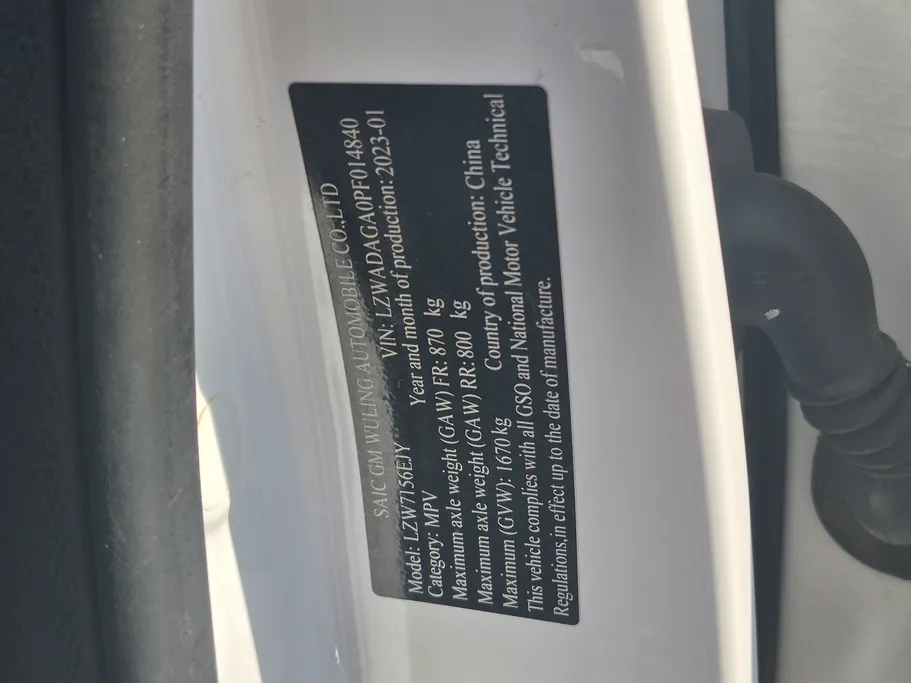 SAIC GM WULING AUTOMOBILE CO.,LTD
Model: LZW7156EJY VIN: LZWADAGA0PF014840
Category: MPV Year and month of production: 2023-01
Maximum axle weight (GAW) FR: 870 kg
Maximum axle weight (GAW) RR: 800 kg
Maximum (GVW): 1670 kg Country of production: China
This vehicle complies with all GSO and National Motor Vehicle Technical
Regulations,in effect up to the date of manufacture.